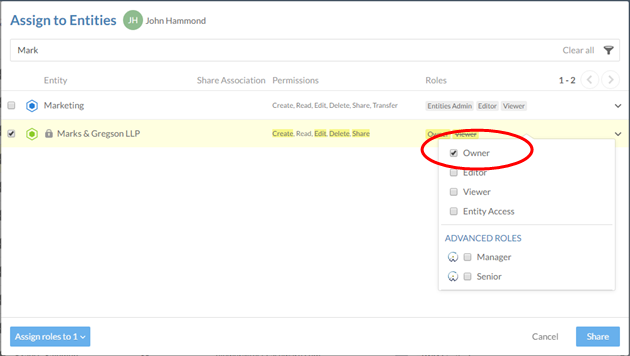 Assign to Entities JH John Hammond
Mark Clear all
Entity Share Association Permissions Roles 1 - 2
Marketing Create, Read, Edit, Delete, Share, Transfer Entities Admin Editor Viewer
Marks & Gregson LLP Create, Read, Edit, Delete, Share Owner Viewer
Owner
Editor
Viewer
Entity Access
ADVANCED ROLES
Manager
Senior
Assign roles to 1 Cancel Share